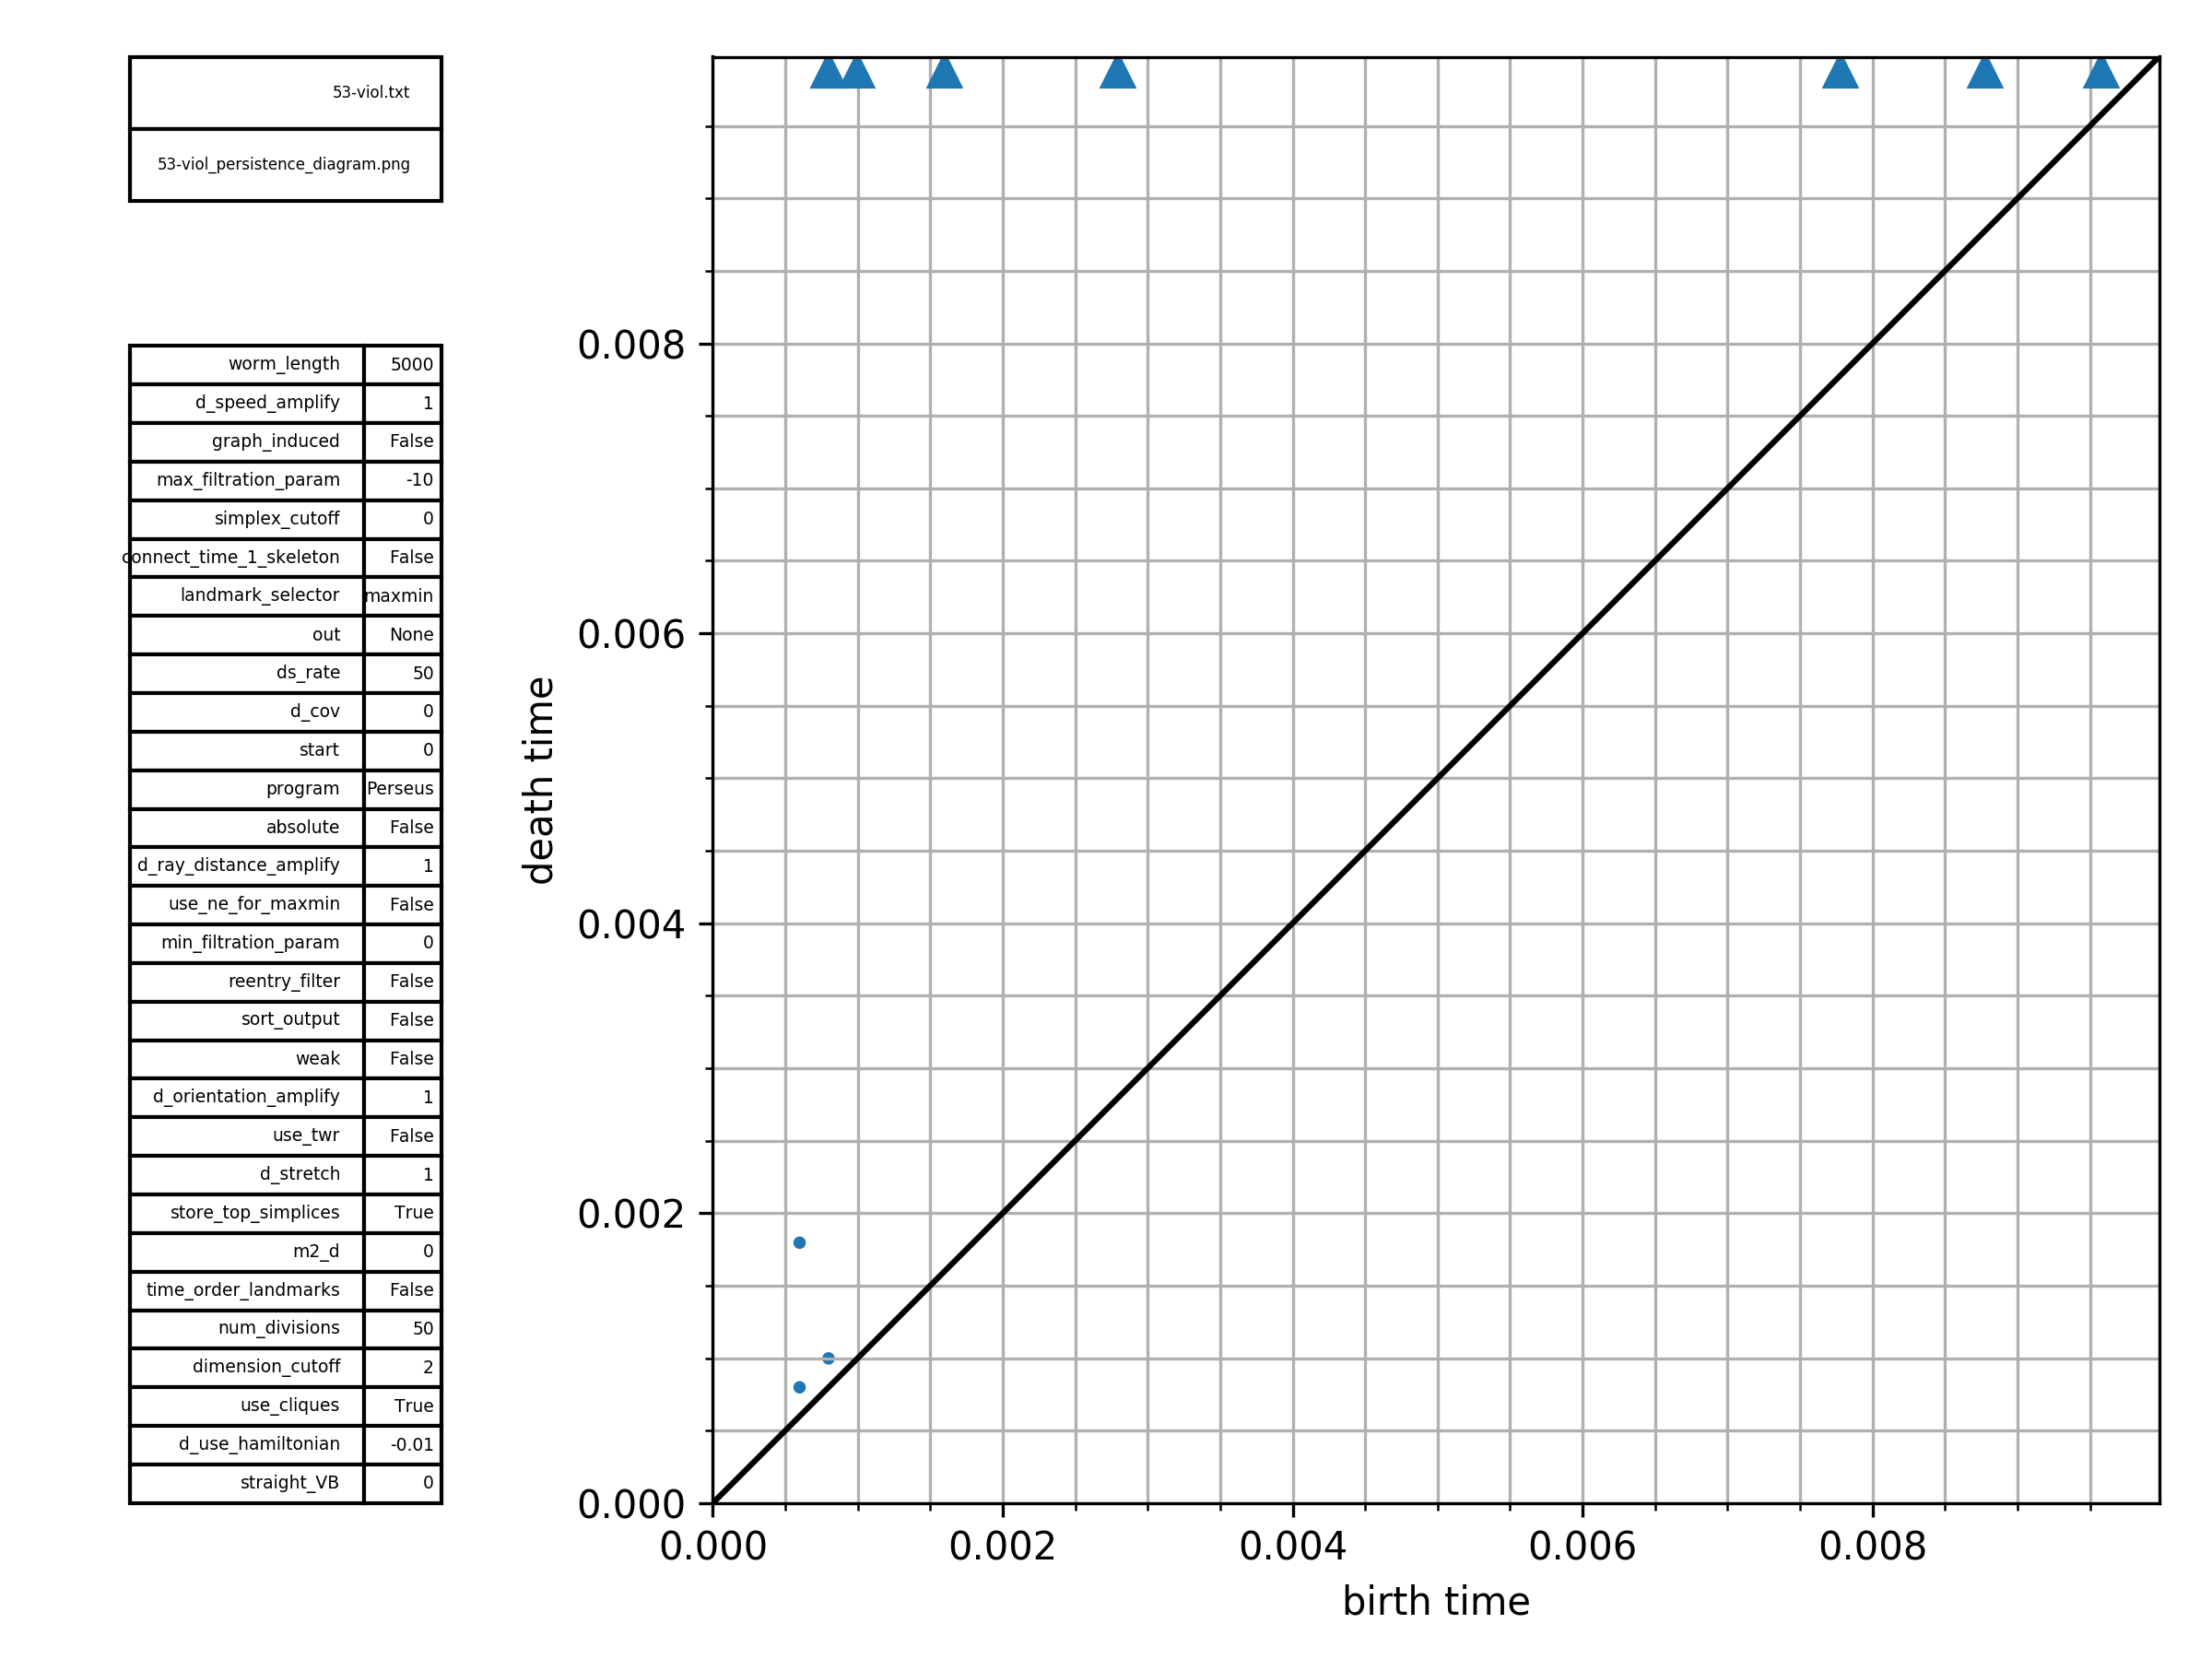 53-viol.txt
53-viol_persistence_diagram.png
worm_length 5000
d_speed_amplify 1
graph_induced False
max_filtration_param -10
simplex_cutoff 0
connect_time_1_skeleton False
landmark_selector maxmin
out None
ds_rate 50
d_cov 0
start 0
program Perseus
absolute False
d_ray_distance_amplify 1
use_ne_for_maxmin False
min_filtration_param 0
reentry_filter False
sort_output False
weak False
d_orientation_amplify 1
use_twr False
d_stretch 1
store_top_simplices True
m2_d 0
time_order_landmarks False
num_divisions 50
dimension_cutoff 2
use_cliques True
d_use_hamiltonian -0.01
straight_VB 0
death time
0.008
0.006
0.004
0.002
0.000
0.000 0.002 0.004 0.006 0.008
birth time